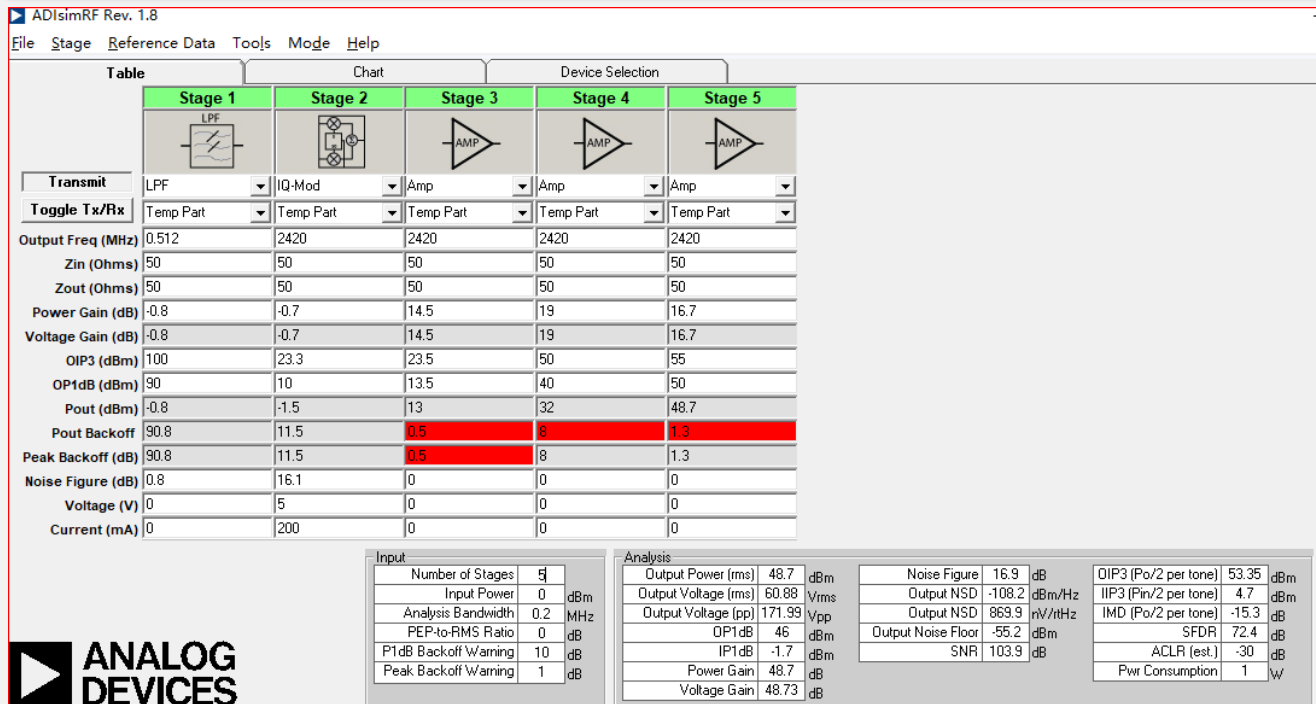 ADIsimRF Rev. 1.8
File Stage Reference Data Tools Mode Help
Table Chart Device Selection
Stage 1 Stage 2 Stage 3 Stage 4 Stage 5
LPF AMP AMP AMP
Transmit LPF IQ-Mod Amp Amp Amp
Toggle Tx/Rx Temp Part Temp Part Temp Part Temp Part Temp Part
Output Freq (MHz) 0.512 2420 2420 2420 2420
Zin (Ohms) 50 50 50 50 50
Zout (Ohms) 50 50 50 50 50
Power Gain (dB) -0.8 -0.7 14.5 19 16.7
Voltage Gain (dB) -0.8 -0.7 14.5 19 16.7
OIP3 (dBm) 100 23.3 23.5 50 55
OP1dB (dBm) 90 10 13.5 40 50
Pout (dBm) -0.8 -1.5 13 32 48.7
Pout Backoff 90.8 11.5 0.5 8 1.3
Peak Backoff (dB) 90.8 11.5 0.5 8 1.3
Noise Figure (dB) 0.8 16.1 0 0 0
Voltage (V) 0 5 0 0 0
Current (mA) 0 200 0 0 0
Input
Number of Stages 5
Input Power 0 dBm
Analysis Bandwidth 0.2 MHz
PEP-to-RMS Ratio 0 dB
P1dB Backoff Warning 10 dB
Peak Backoff Warning 1 dB
Analysis
Output Power (rms) 48.7 dBm Noise Figure 16.9 dB OIP3 (Po/2 per tone) 53.35 dBm
Output Voltage (rms) 60.88 Vrms Output NSD -108.2 dBm/Hz IIP3 (Pin/2 per tone) 4.7 dBm
Output Voltage (pp) 171.99 Vpp Output NSD 869.9 nV/rtHz IMD (Po/2 per tone) -15.3 dB
OP1dB 46 dBm Output Noise Floor -55.2 dBm SFDR 72.4 dB
IP1dB -1.7 dBm SNR 103.9 dB ACLR (est.) -30 dB
Power Gain 48.7 dB Pwr Consumption 1 W
Voltage Gain 48.73 dB
ANALOG
DEVICES